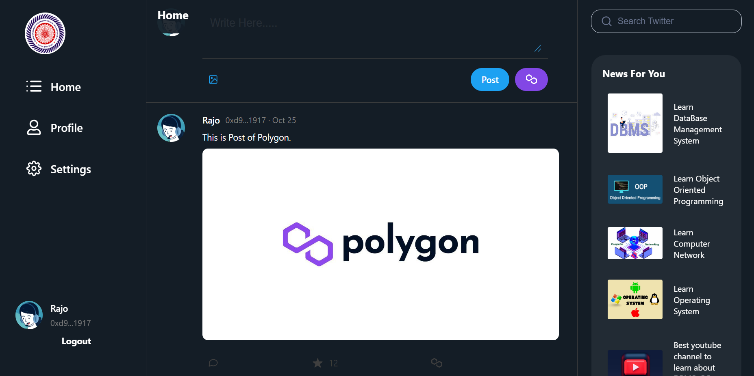 Home
Profile
Settings
Rajo
0xd9...1917
Logout
Home
Write Here.....
Post
Rajo 0xd9...1917 · Oct 25
This is Post of Polygon.
polygon
12
Search Twitter
News For You
DBMS
Learn
DataBase
Management
System
OOP
Object Oriented Programming
Learn Object
Oriented
Programming
Learn
Computer
Network
OPERATING
SYSTEM
Learn
Operating
System
Best youtube
channel to
learn about